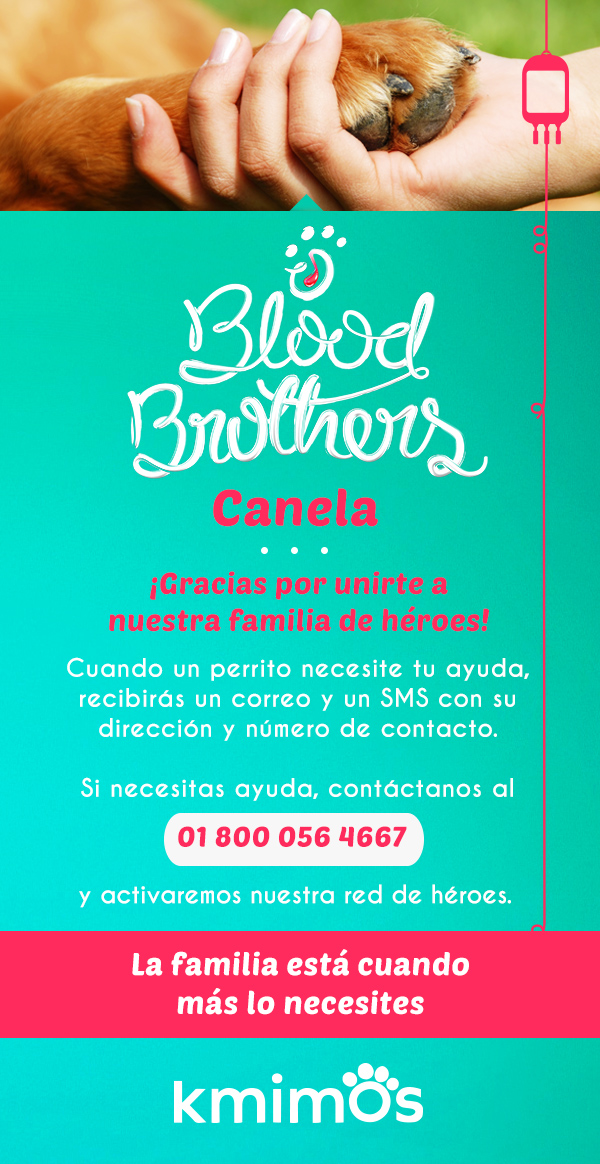 Blood
Brothers
Canela
¡Gracias por unirte a
nuestra familia de héroes!
Cuando un perrito necesite tu ayuda,
recibirás un correo y un SMS con su
dirección y número de contacto.
Si necesitas ayuda, contáctanos al
01 800 056 4667
y activaremos nuestra red de héroes.
La familia está cuando
más lo necesites
kmimos